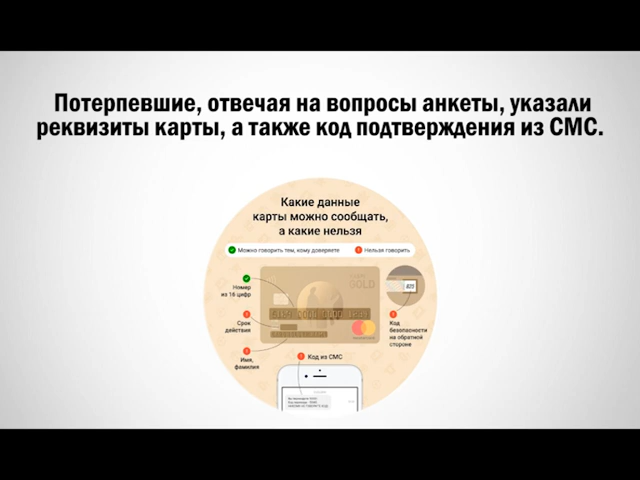 Потерпевшие, отвечая на вопросы анкеты, указали
реквизиты карты, а также код подтверждения из СМС.
Какие данные
карты можно сообщать,
а какие нельзя
Можно говорить тем, кому доверяете
Нельзя говорить
Номер
из 16 цифр
GOLD
Срок
действия
Код
безопасности
на обратной
стороне
Имя,
фамилия
Код из СМС